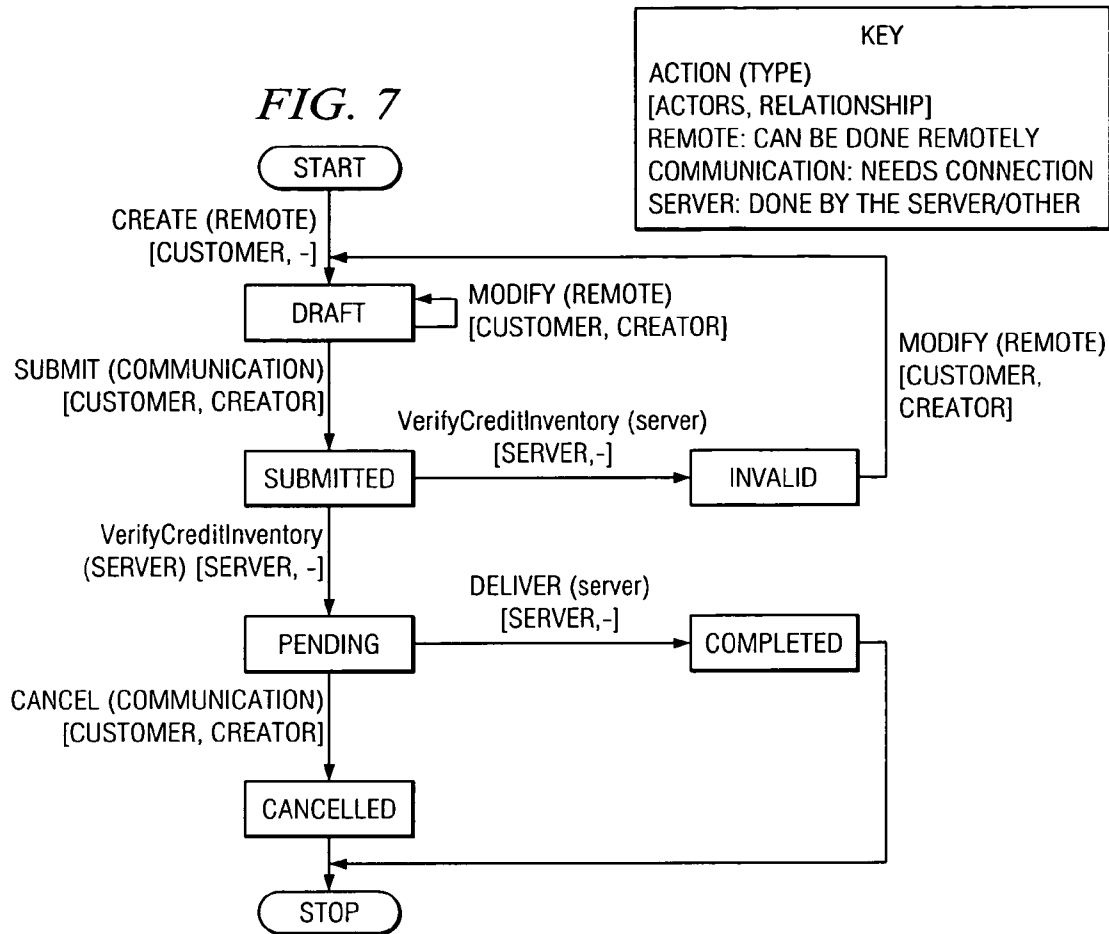 KEY
ACTION (TYPE)
[ACTORS, RELATIONSHIP]
REMOTE: CAN BE DONE REMOTELY
COMMUNICATION: NEEDS CONNECTION
SERVER: DONE BY THE SERVER/OTHER
FIG. 7
START
CREATE (REMOTE)
[CUSTOMER, -]
DRAFT
MODIFY (REMOTE)
[CUSTOMER, CREATOR]
MODIFY (REMOTE)
[CUSTOMER,
CREATOR]
SUBMIT (COMMUNICATION)
[CUSTOMER, CREATOR]
VerifyCreditInventory (server)
[SERVER,-]
SUBMITTED
INVALID
VerifyCreditInventory
(SERVER) [SERVER, -]
DELIVER (server)
[SERVER,-]
PENDING
COMPLETED
CANCEL (COMMUNICATION)
[CUSTOMER, CREATOR]
CANCELLED
STOP